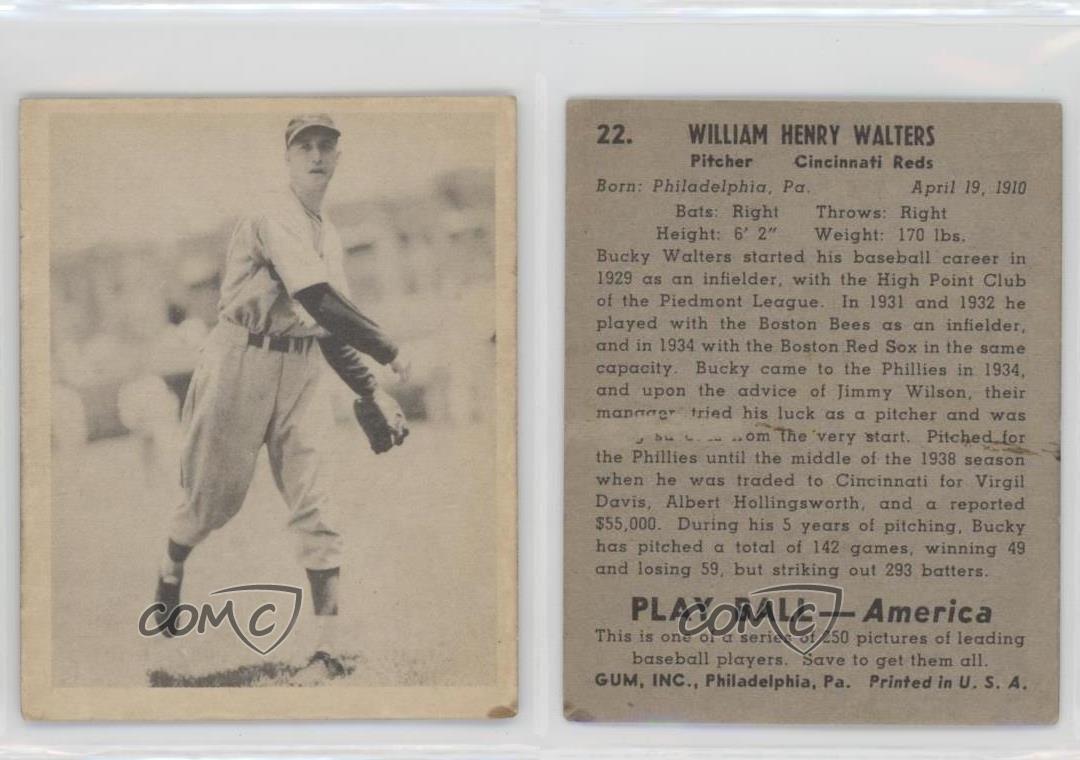 COMC
22. WILLIAM HENRY WALTERS
Pitcher Cincinnati Reds
Born: Philadelphia, Pa. April 19, 1910
Bats: Right Throws: Right
Height: 6' 2" Weight: 170 lbs.
Bucky Walters started his baseball career in
1929 as an infielder, with the High Point Club
of the Piedmont League. In 1931 and 1932 he
played with the Boston Bees as an infielder,
and in 1934 with the Boston Red Sox in the same
capacity. Bucky came to the Phillies in 1934,
and upon the advice of Jimmy Wilson, their
manager tried his luck as a pitcher and was
the very start. Pitched for
the Phillies until the middle of the 1938 season
when he was traded to Cincinnati for Virgil
Davis, Albert Hollingsworth, and a reported
$55,000. During his 5 years of pitching, Bucky
has pitched a total of 142 games, winning 49
and losing 59, but striking out 293 batters.
PLAY BALL—America
COMC
This is one of a series of 250 pictures of leading
baseball players. Save to get them all.
GUM, INC., Philadelphia, Pa. Printed in U. S. A.